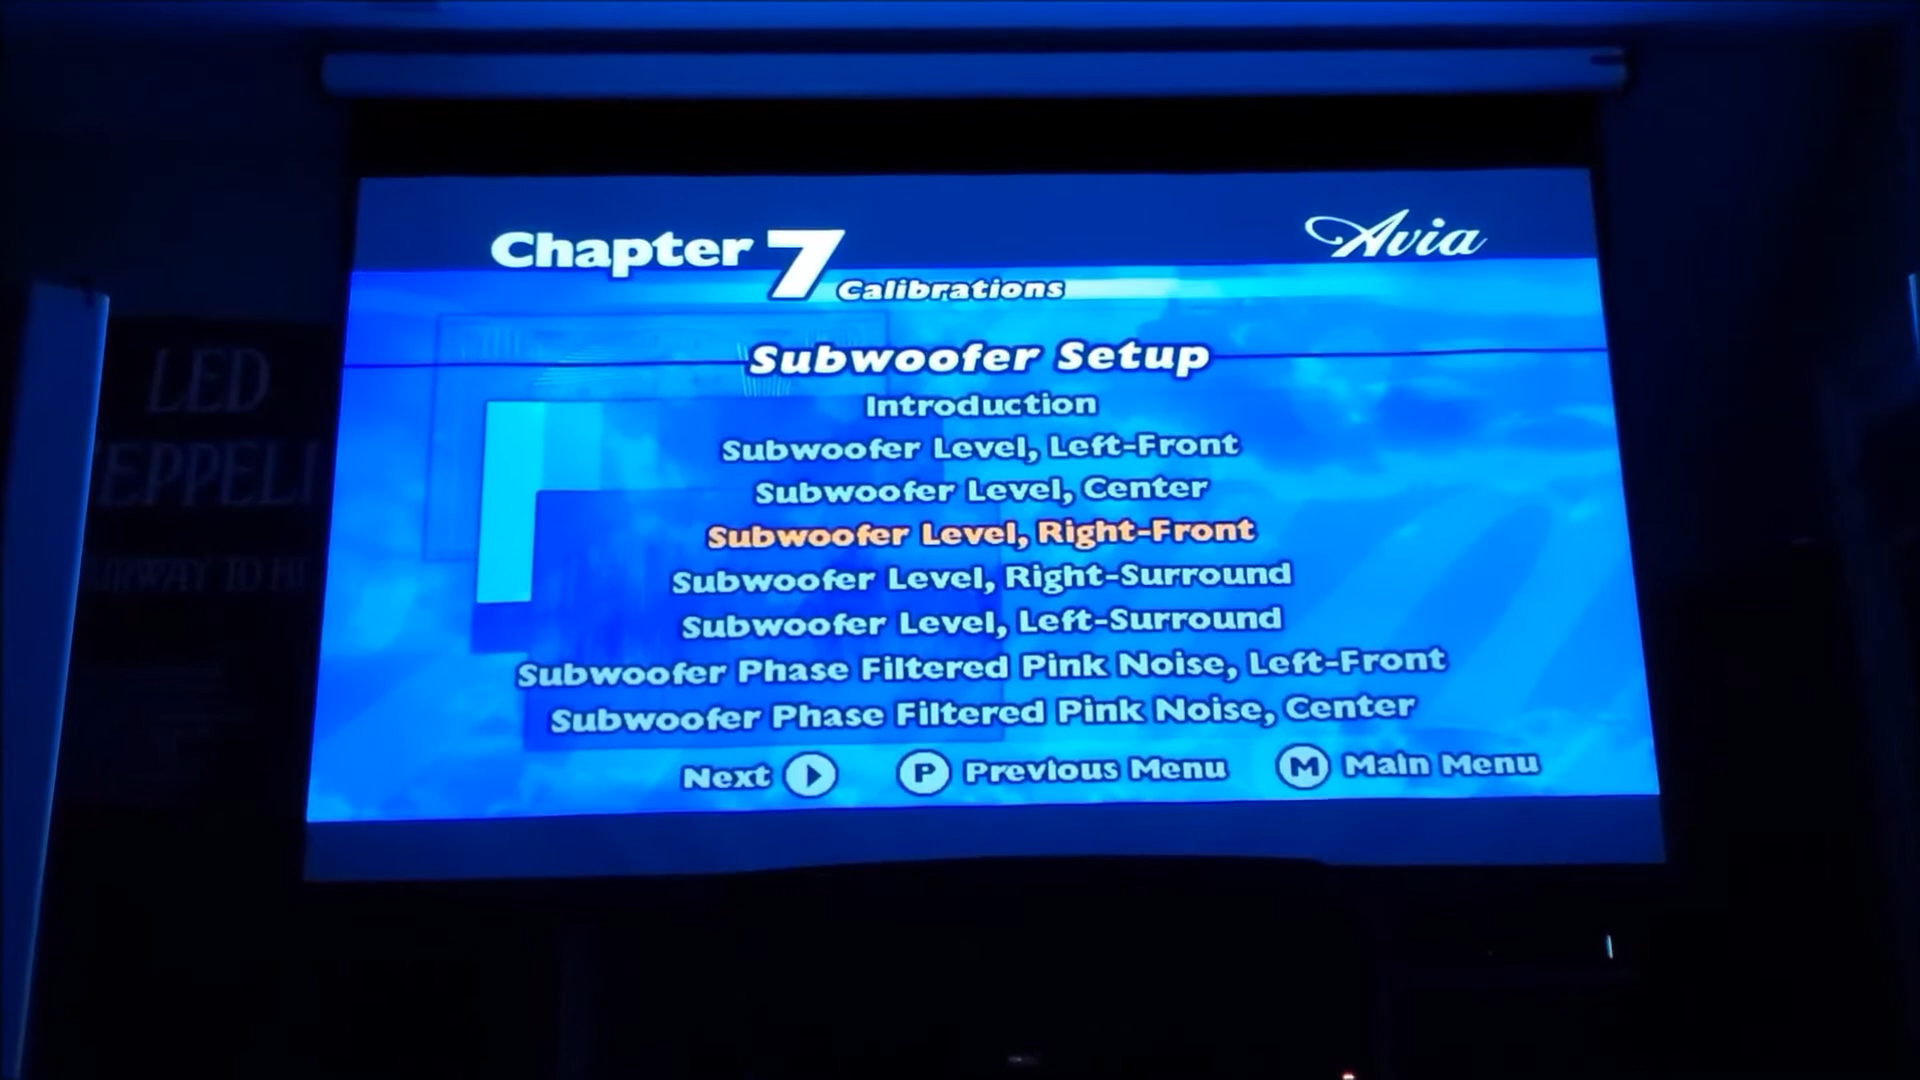 Chapter 7
Avia
Calibrations
Subwoofer Setup
Introduction
Subwoofer Level, Left-Front
Subwoofer Level, Center
Subwoofer Level, Right-Front
Subwoofer Level, Right-Surround
Subwoofer Level, Left-Surround
Subwoofer Phase Filtered Pink Noise, Left-Front
Subwoofer Phase Filtered Pink Noise, Center
Next P Previous Menu M Main Menu
LED